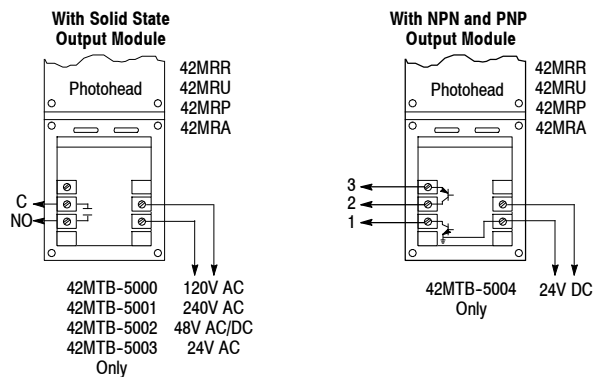 With Solid State
Output Module
Photohead
42MRR
42MRU
42MRP
42MRA
C
NO
42MTB-5000 120V AC
42MTB-5001 240V AC
42MTB-5002 48V AC/DC
42MTB-5003 24V AC
Only
With NPN and PNP
Output Module
Photohead
42MRR
42MRU
42MRP
42MRA
3
2
1
42MTB-5004 24V DC
Only